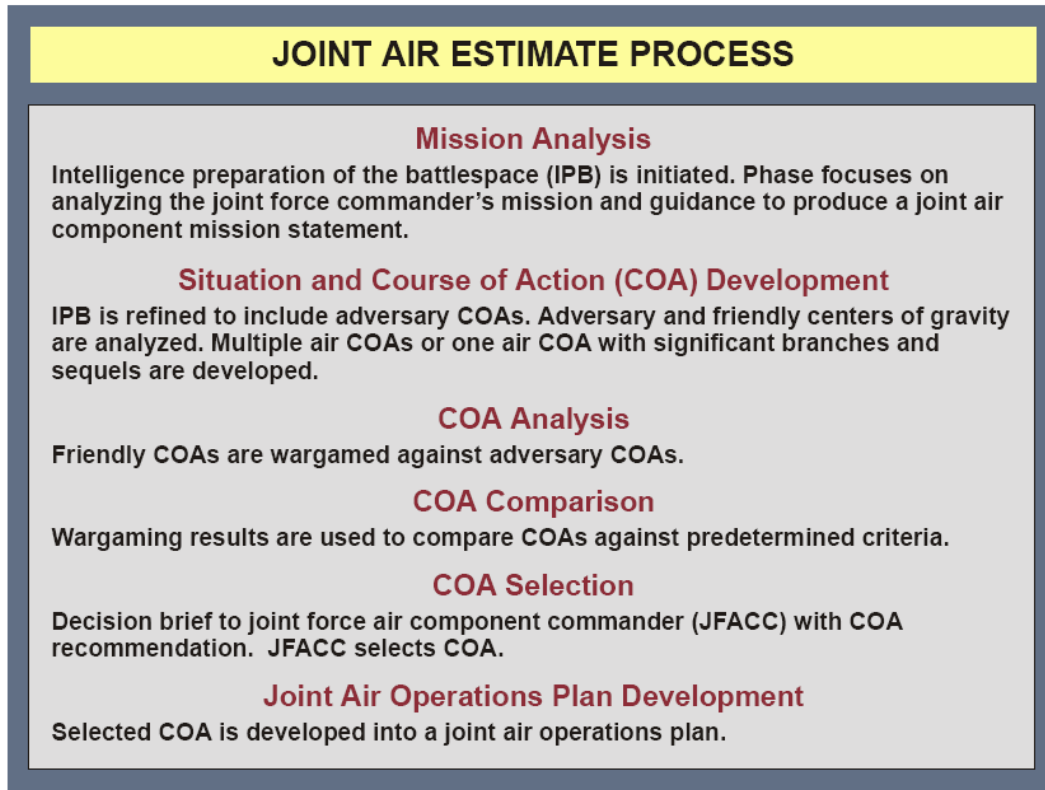 JOINT AIR ESTIMATE PROCESS
Mission Analysis
Intelligence preparation of the battlespace (IPB) is initiated. Phase focuses on
analyzing the joint force commander's mission and guidance to produce a joint air
component mission statement.
Situation and Course of Action (COA) Development
IPB is refined to include adversary COAs. Adversary and friendly centers of gravity
are analyzed. Multiple air COAs or one air COA with significant branches and
sequels are developed.
COA Analysis
Friendly COAs are wargamed against adversary COAs.
COA Comparison
Wargaming results are used to compare COAs against predetermined criteria.
COA Selection
Decision brief to joint force air component commander (JFACC) with COA
recommendation.  JFACC selects COA.
Joint Air Operations Plan Development
Selected COA is developed into a joint air operations plan.